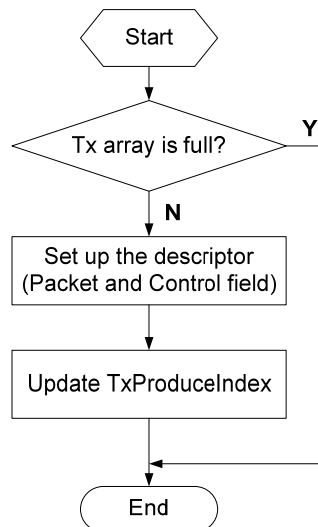 Start
Tx array is full?
Y
N
Set up the descriptor
(Packet and Control field)
Update TxProduceIndex
End